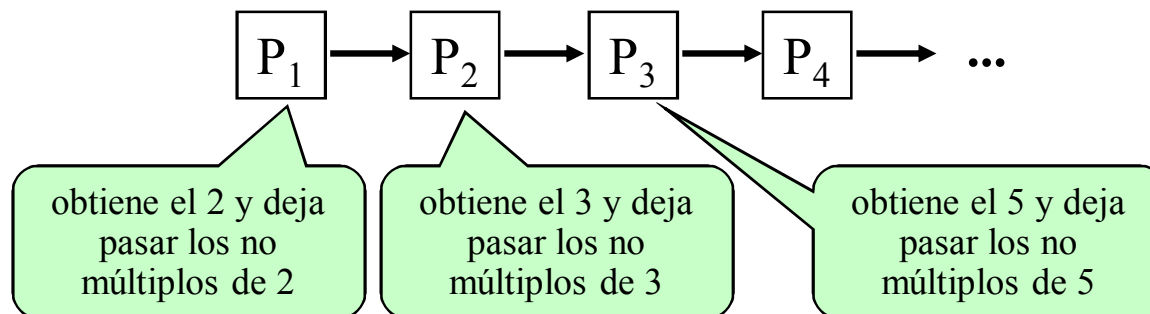 P1 P2 P3 P4 ...
obtiene el 2 y deja
pasar los no
múltiplos de 2
obtiene el 3 y deja
pasar los no
múltiplos de 3
obtiene el 5 y deja
pasar los no
múltiplos de 5